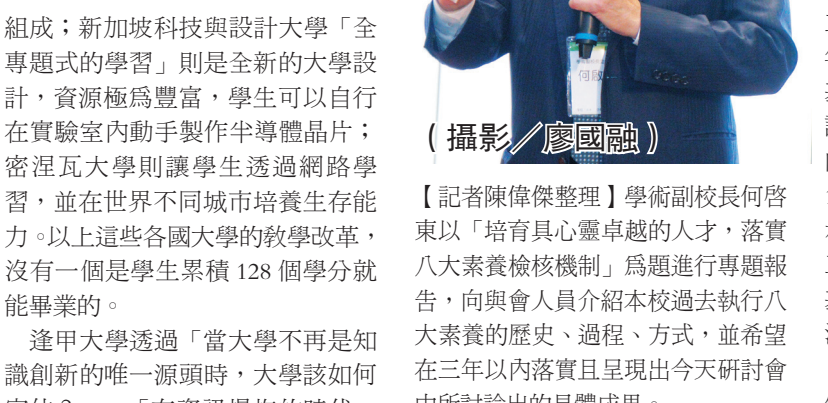 組成；新加坡科技與設計大學「全
專題式的學習」則是全新的大學設
計，資源極為豐富，學生可以自行
在實驗室內動手製作半導體晶片；
密涅瓦大學則讓學生透過網路學
習，並在世界不同城市培養生存能
力。以上這些各國大學的教學改革，
沒有一個是學生累積 128 個學分就
能畢業的。
逢甲大學透過「當大學不再是知
識創新的唯一源頭時，大學該如何
何啟
（攝影／廖國融）
【記者陳偉傑整理】學術副校長何啓
東以「培育具心靈卓越的人才，落實
八大素養檢核機制」為題進行專題報
告，向與會人員介紹本校過去執行八
大素養的歷史、過程、方式，並希望
在三年以內落實且呈現出今天研討會